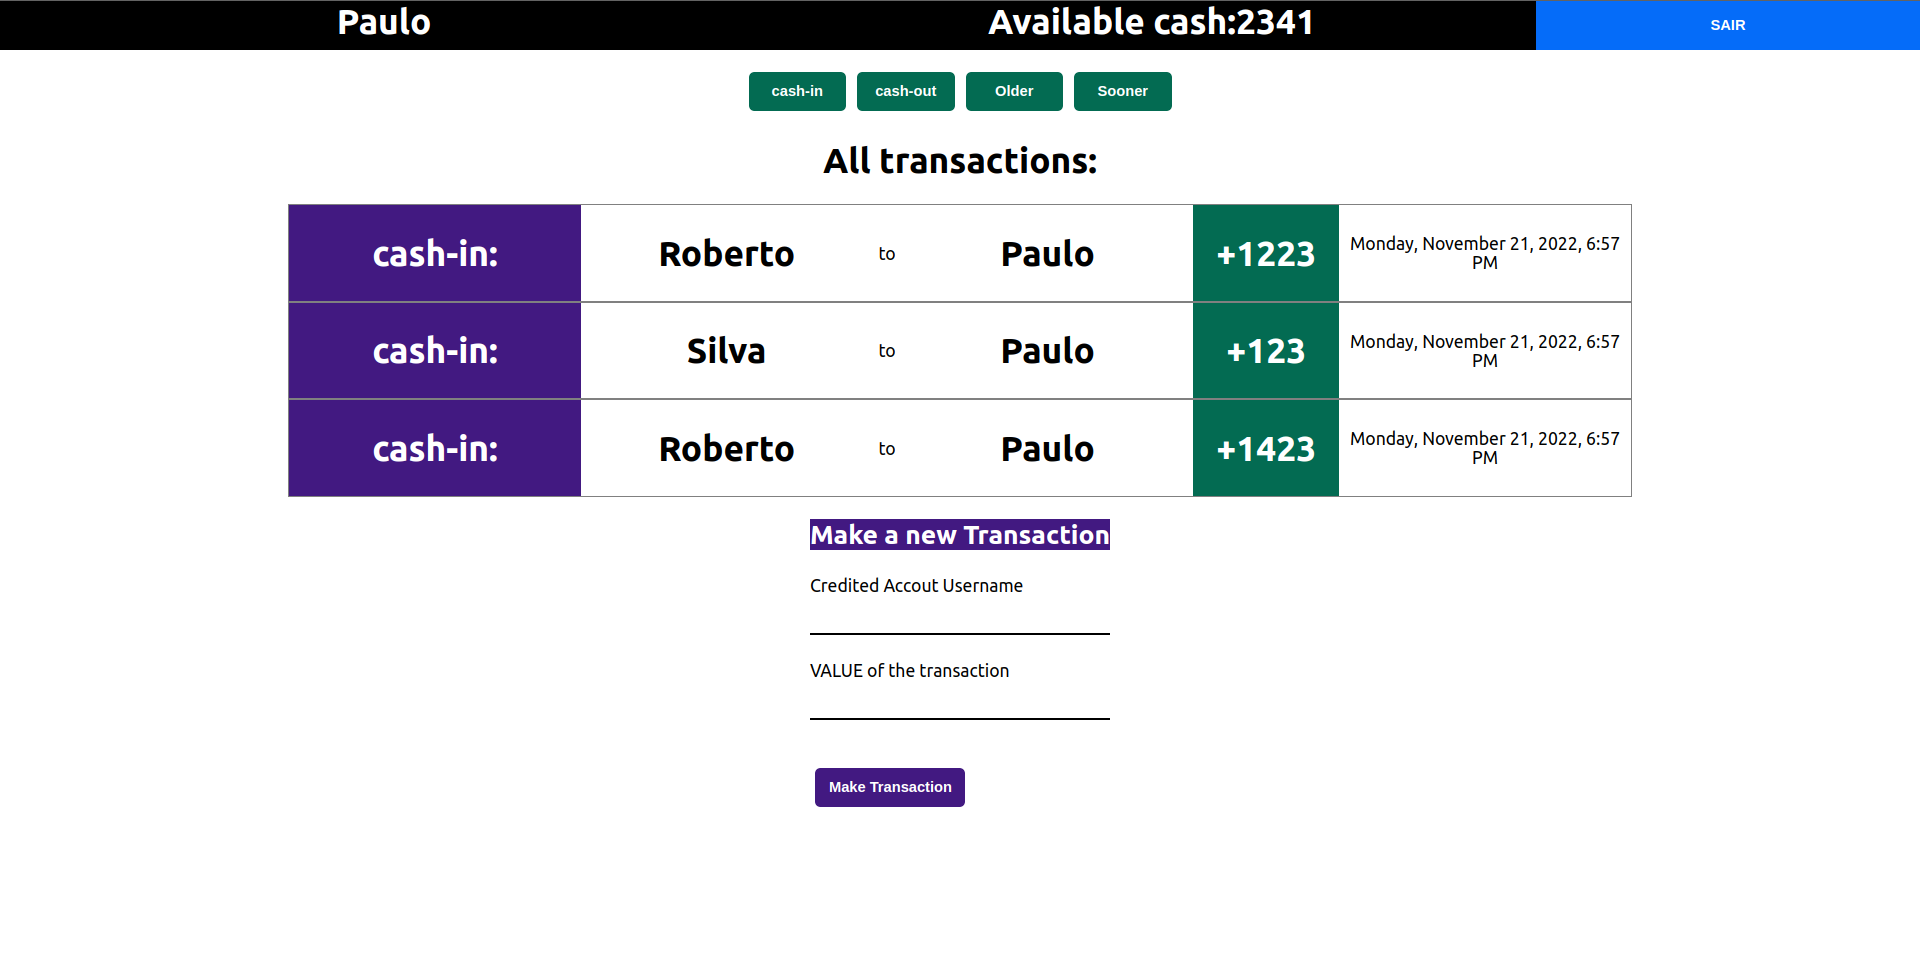 Paulo
Available cash:2341
SAIR
cash-in
cash-out
Older
Sooner
All transactions:
cash-in:
Roberto
to
Paulo
+1223
Monday, November 21, 2022, 6:57
PM
cash-in:
Silva
to
Paulo
+123
Monday, November 21, 2022, 6:57
PM
cash-in:
Roberto
to
Paulo
+1423
Monday, November 21, 2022, 6:57
PM
Make a new Transaction
Credited Accout Username
VALUE of the transaction
Make Transaction